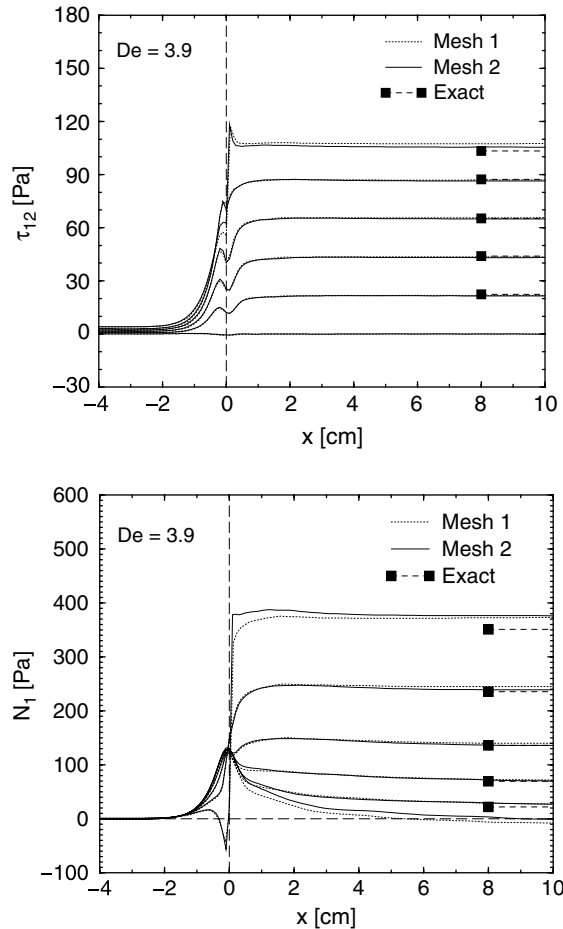 180
150
120
90
60
30
0
−30
τ12 [Pa]
De = 3.9
Mesh 1
Mesh 2
Exact
−4 −2 0 2 4 6 8 10
x [cm]
600
500
400
300
200
100
0
−100
N1 [Pa]
De = 3.9
Mesh 1
Mesh 2
Exact
−4 −2 0 2 4 6 8 10
x [cm]